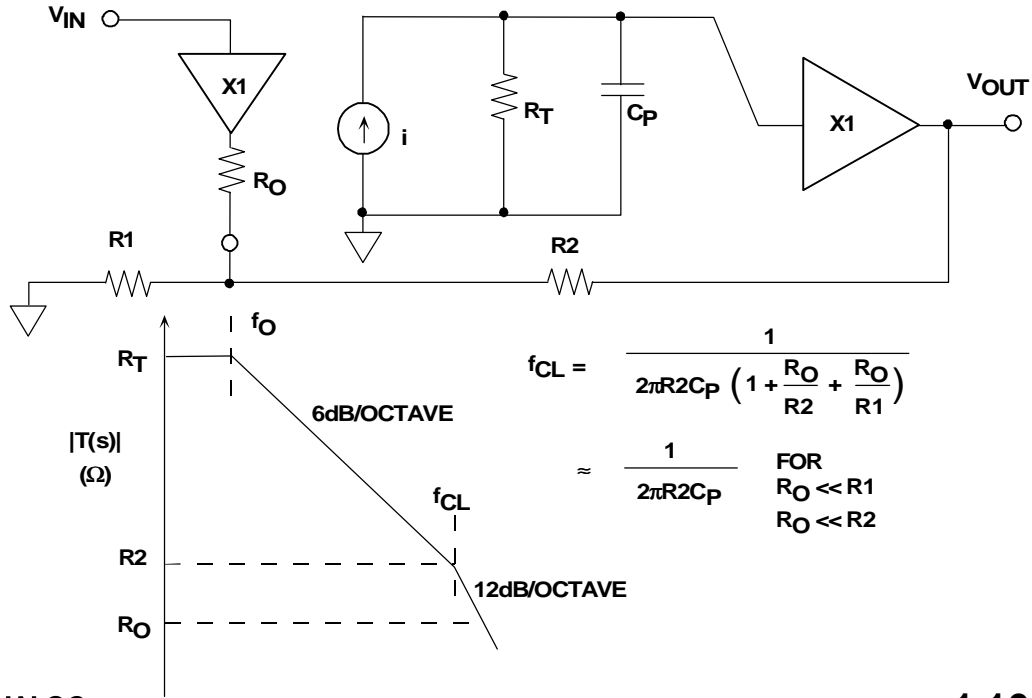 VIN
X1
RO
i
RT
CP
X1
VOUT
R1
R2
fO
RT
6dB/OCTAVE
|T(s)|
(Ω)
fCL
R2
12dB/OCTAVE
RO
fCL = 1 / 2πR2CP ( 1 + RO/R2 + RO/R1 )
≈ 1 / 2πR2CP
FOR
RO << R1
RO << R2